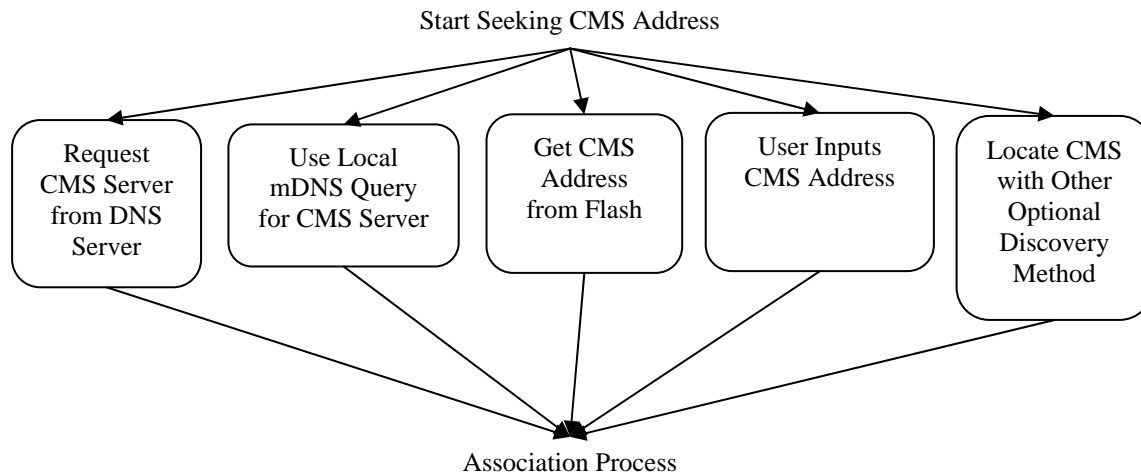 Start Seeking CMS Address
Request
CMS Server
from DNS
Server
Use Local
mDNS Query
for CMS Server
Get CMS
Address
from Flash
User Inputs
CMS Address
Locate CMS
with Other
Optional
Discovery
Method
Association Process